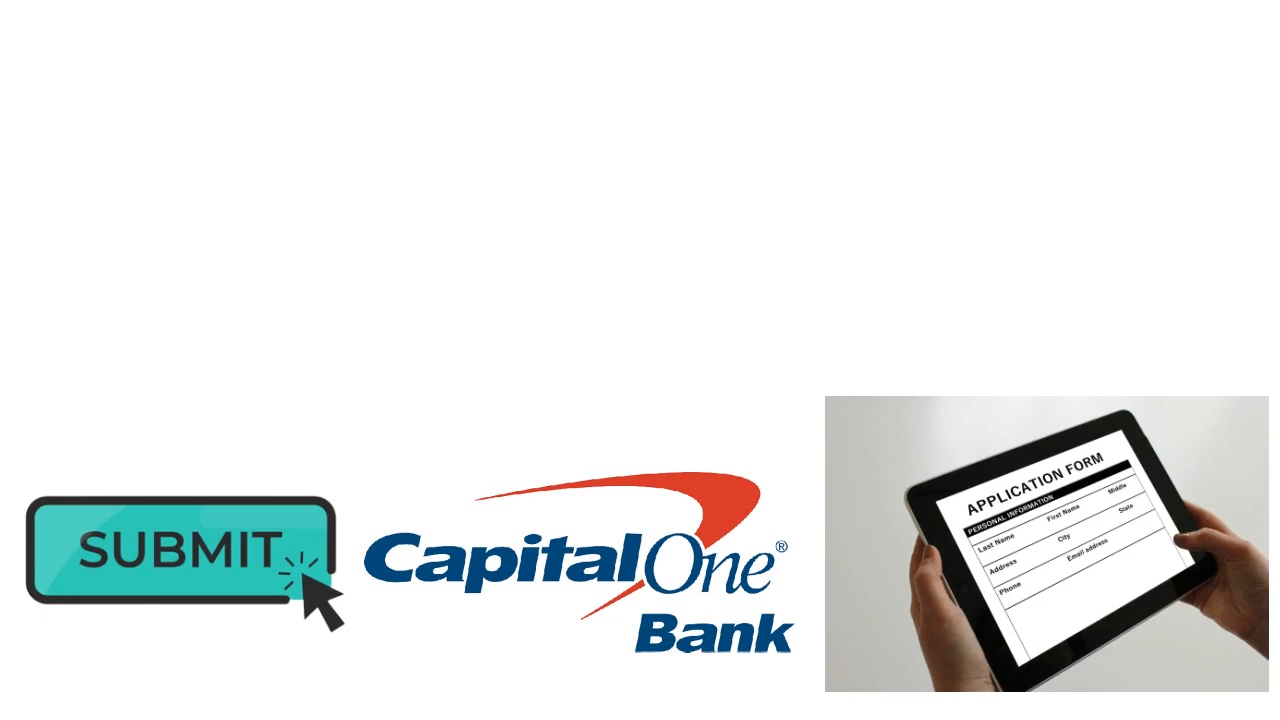 SUBMIT
CapitalOne®
Bank
APPLICATION FORM
PERSONAL INFORMATION
Last Name First Name Middle
Address City State
Phone Email address